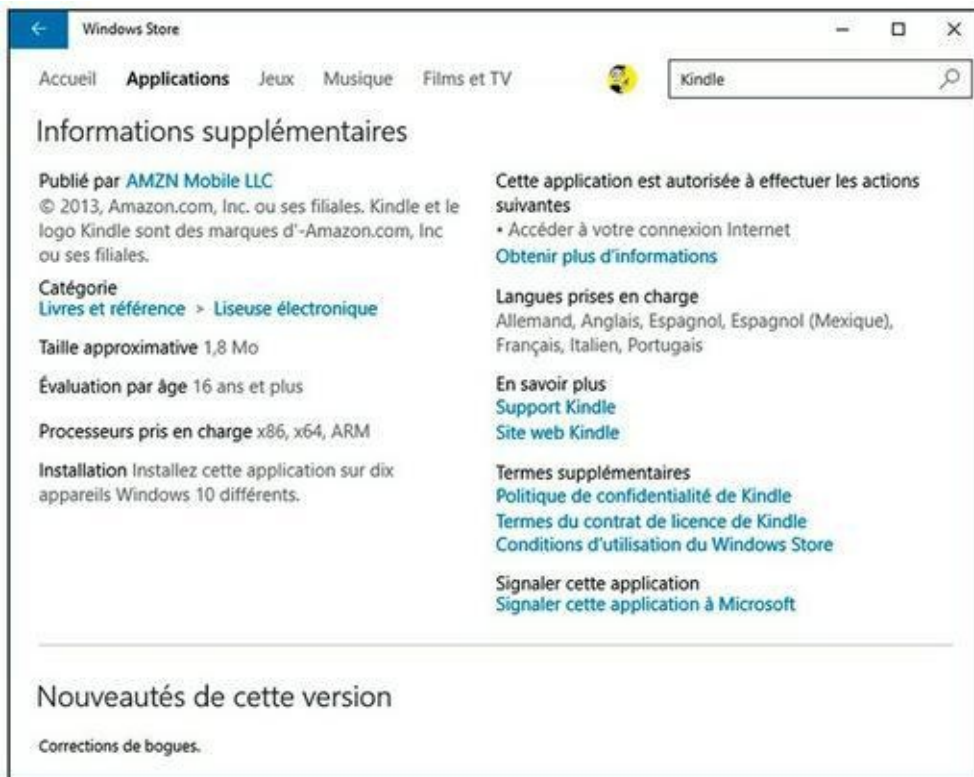 Windows Store
Accueil Applications Jeux Musique Films et TV Kindle
Informations supplémentaires
Publié par AMZN Mobile LLC
© 2013, Amazon.com, Inc. ou ses filiales. Kindle et le
logo Kindle sont des marques d'-Amazon.com, Inc
ou ses filiales.
Catégorie
Livres et référence > Liseuse électronique
Taille approximative 1,8 Mo
Évaluation par âge 16 ans et plus
Processeurs pris en charge x86, x64, ARM
Installation Installez cette application sur dix
appareils Windows 10 différents.
Cette application est autorisée à effectuer les actions
suivantes
• Accéder à votre connexion Internet
Obtenir plus d'informations
Langues prises en charge
Allemand, Anglais, Espagnol, Espagnol (Mexique),
Français, Italien, Portugais
En savoir plus
Support Kindle
Site web Kindle
Termes supplémentaires
Politique de confidentialité de Kindle
Termes du contrat de licence de Kindle
Conditions d'utilisation du Windows Store
Signaler cette application
Signaler cette application à Microsoft
Nouveautés de cette version
Corrections de bogues.